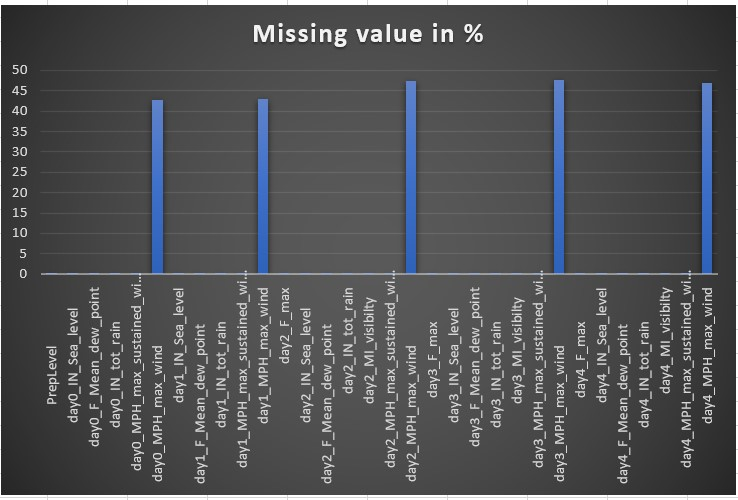 Missing value in %
50
45
40
35
30
25
20
15
10
5
0
PrepLevel
day0_IN_Sea_level
day0_F_Mean_dew_point
day0_IN_tot_rain
day0_MPH_max_sustained_wi...
day0_MPH_max_wind
day1_IN_Sea_level
day1_F_Mean_dew_point
day1_IN_tot_rain
day1_MPH_max_sustained_wi...
day1_MPH_max_wind
day2_F_max
day2_IN_Sea_level
day2_F_Mean_dew_point
day2_IN_tot_rain
day2_MI_visibilty
day2_MPH_max_sustained_wi...
day2_MPH_max_wind
day3_F_max
day3_IN_Sea_level
day3_F_Mean_dew_point
day3_IN_tot_rain
day3_MI_visibilty
day3_MPH_max_sustained_wi...
day3_MPH_max_wind
day4_F_max
day4_IN_Sea_level
day4_F_Mean_dew_point
day4_IN_tot_rain
day4_MI_visibilty
day4_MPH_max_sustained_wi...
day4_MPH_max_wind